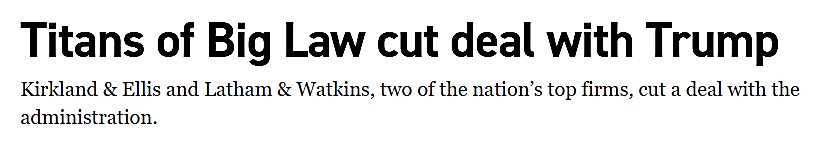 Titans of Big Law cut deal with Trump
Kirkland & Ellis and Latham & Watkins, two of the nation’s top firms, cut a deal with the
administration.